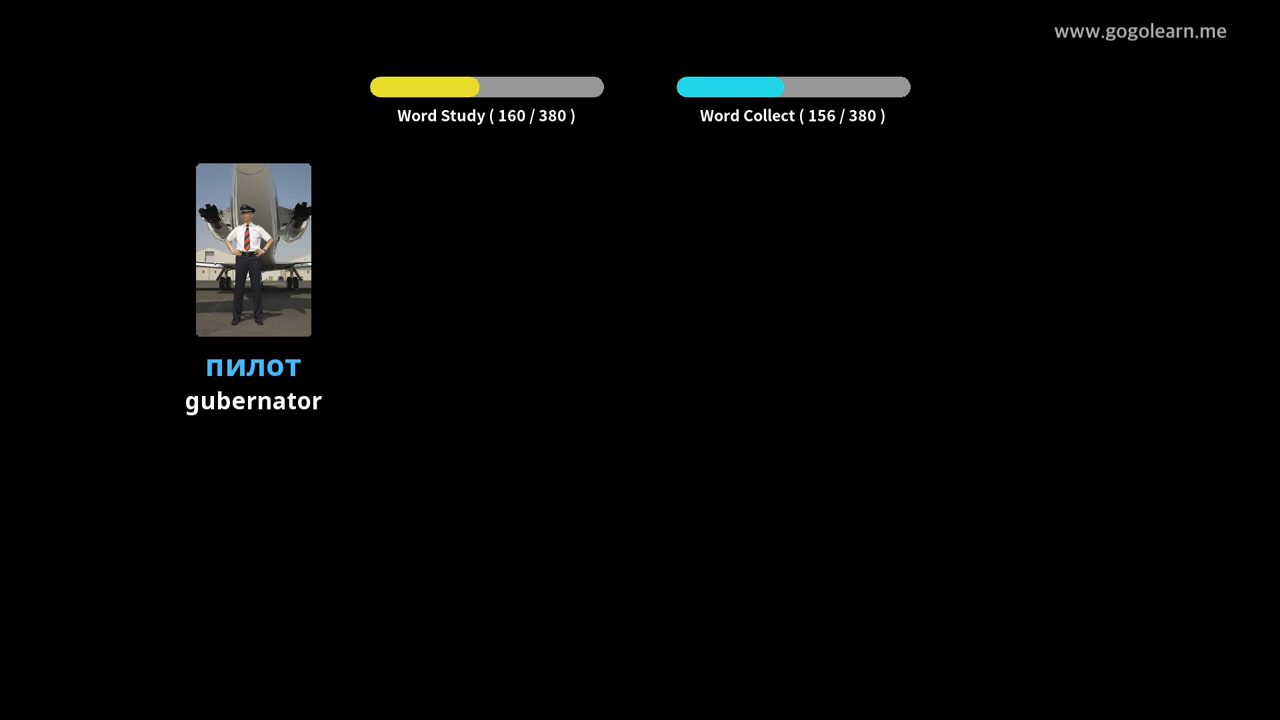 www.gogolearn.me
Word Study ( 160 / 380 )
Word Collect ( 156 / 380 )
пилот
gubernator